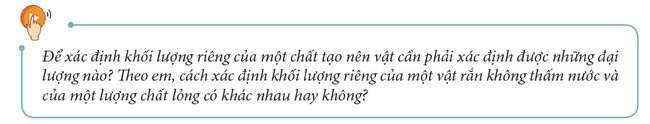 Để xác định khối lượng riêng của một chất tạo nên vật cần phải xác định được những đại
lượng nào? Theo em, cách xác định khối lượng riêng của một vật rắn không thấm nước và
của một lượng chất lỏng có khác nhau hay không?